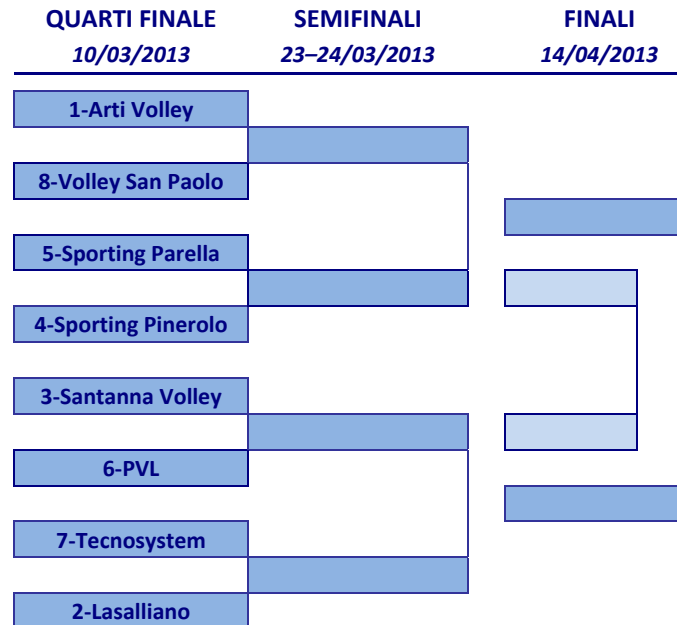 QUARTI FINALE SEMIFINALI FINALI
10/03/2013 23–24/03/2013 14/04/2013
1-Arti Volley
8-Volley San Paolo
5-Sporting Parella
4-Sporting Pinerolo
3-Santanna Volley
6-PVL
7-Tecnosystem
2-Lasalliano